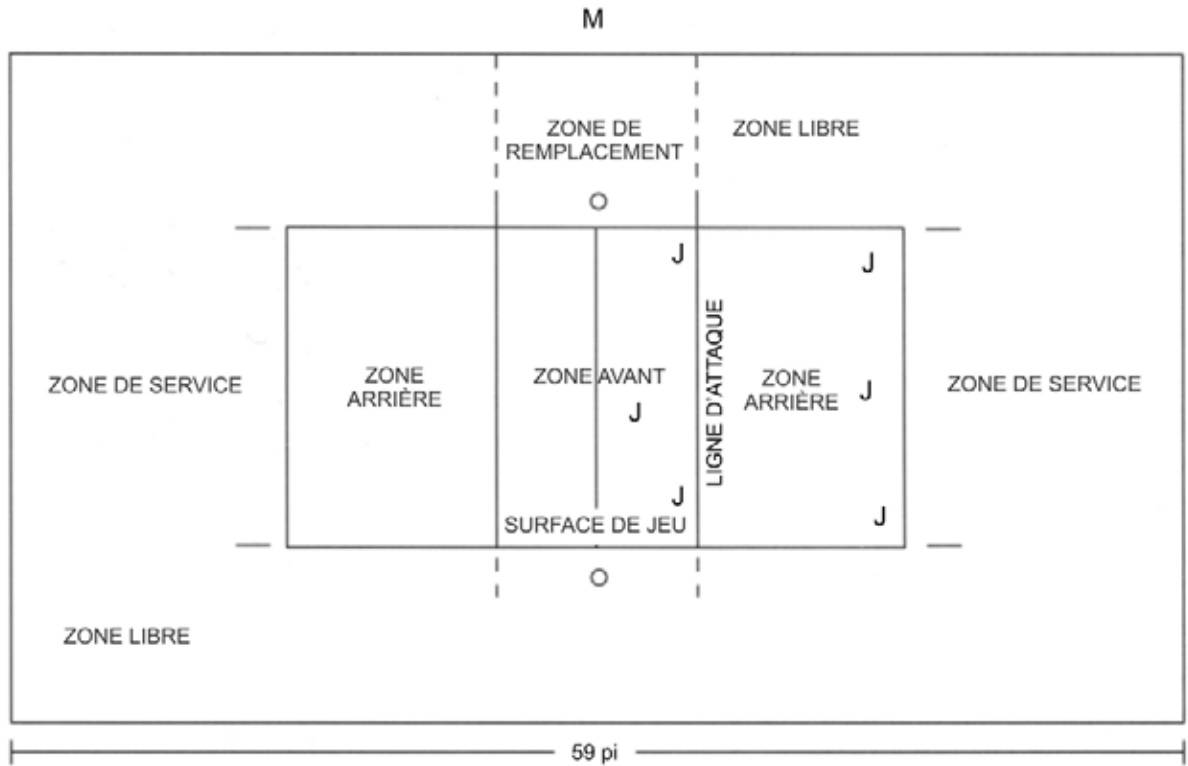 M
ZONE DE
REMPLACEMENT
ZONE LIBRE
J
J
ZONE DE SERVICE
ZONE
ARRIÈRE
ZONE AVANT
J
LIGNE D'ATTAQUE
ZONE
ARRIÈRE
J
ZONE DE SERVICE
J
SURFACE DE JEU
J
ZONE LIBRE
59 pi